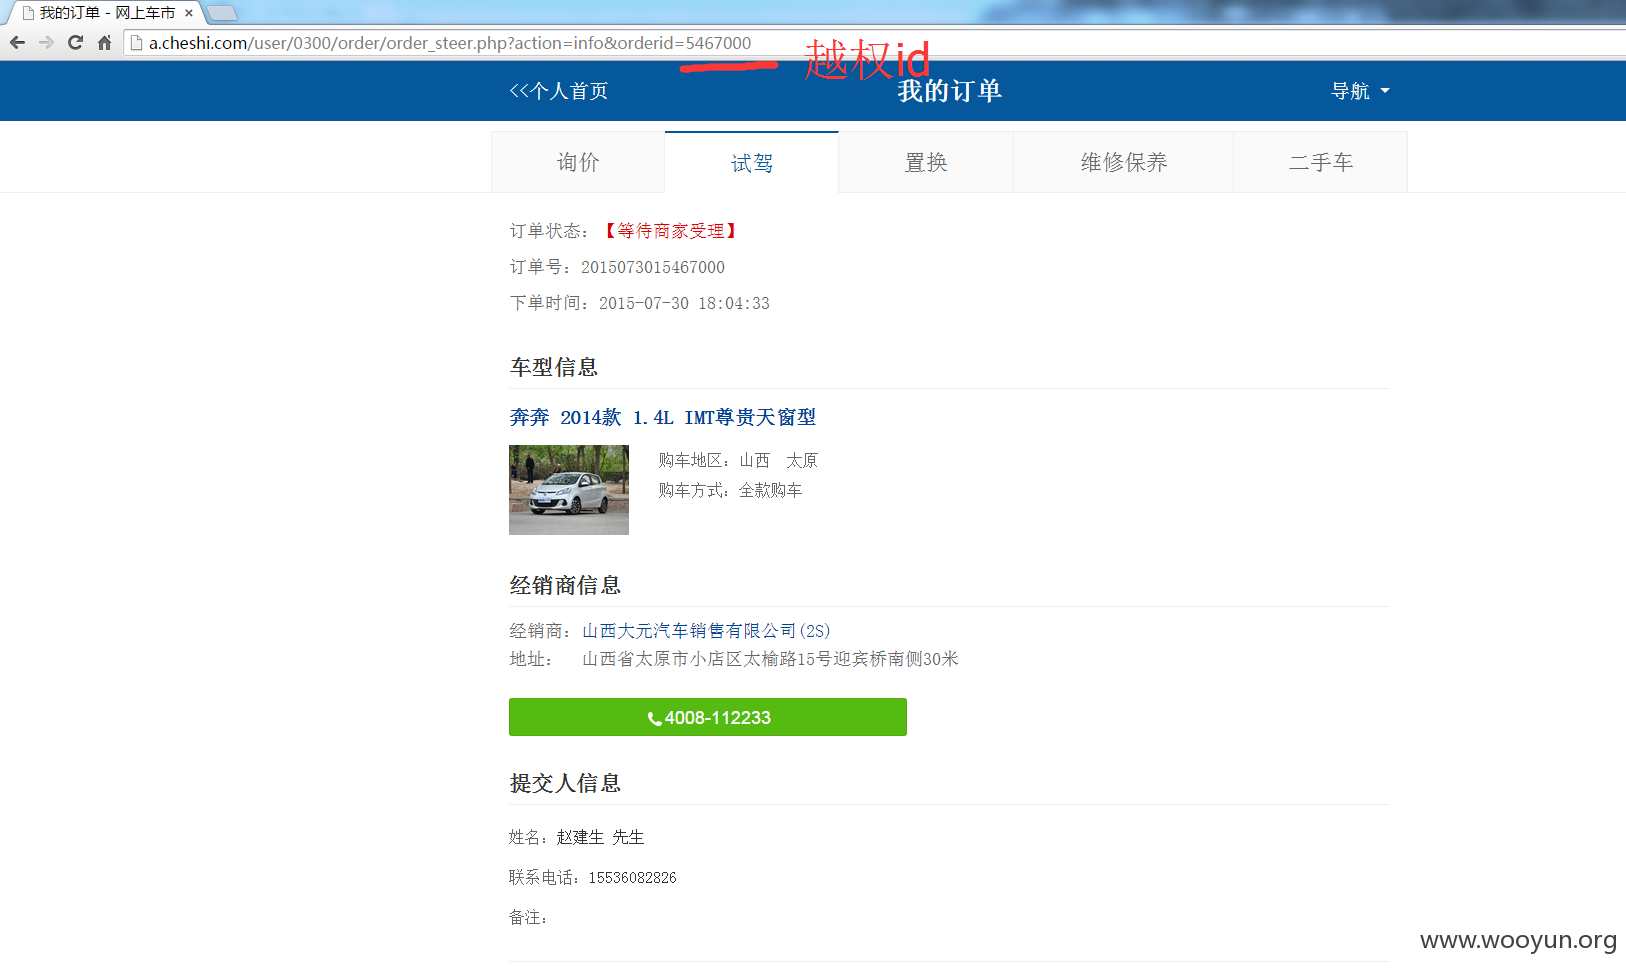 我的订单 - 网上车市
a.cheshi.com/user/0300/order/order_steer.php?action=info&orderid=5467000
越权id
<<个人首页
我的订单
导航
询价
试驾
置换
维修保养
二手车
订单状态：【等待商家受理】
订单号：2015073015467000
下单时间：2015-07-30 18:04:33
车型信息
奔奔 2014款 1.4L IMT尊贵天窗型
购车地区：山西 太原
购车方式：全款购车
经销商信息
经销商：山西大元汽车销售有限公司(2S)
地址： 山西省太原市小店区太榆路15号迎宾桥南侧30米
4008-112233
提交人信息
姓名：赵建生 先生
联系电话：15536082826
备注：
www.wooyun.org